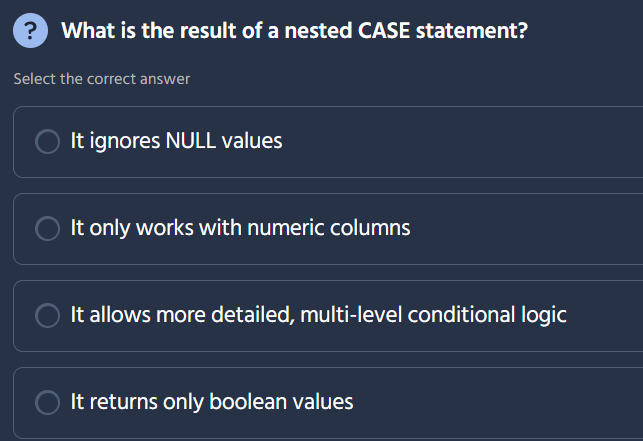 ? What is the result of a nested CASE statement?
Select the correct answer
It ignores NULL values
It only works with numeric columns
It allows more detailed, multi-level conditional logic
It returns only boolean values